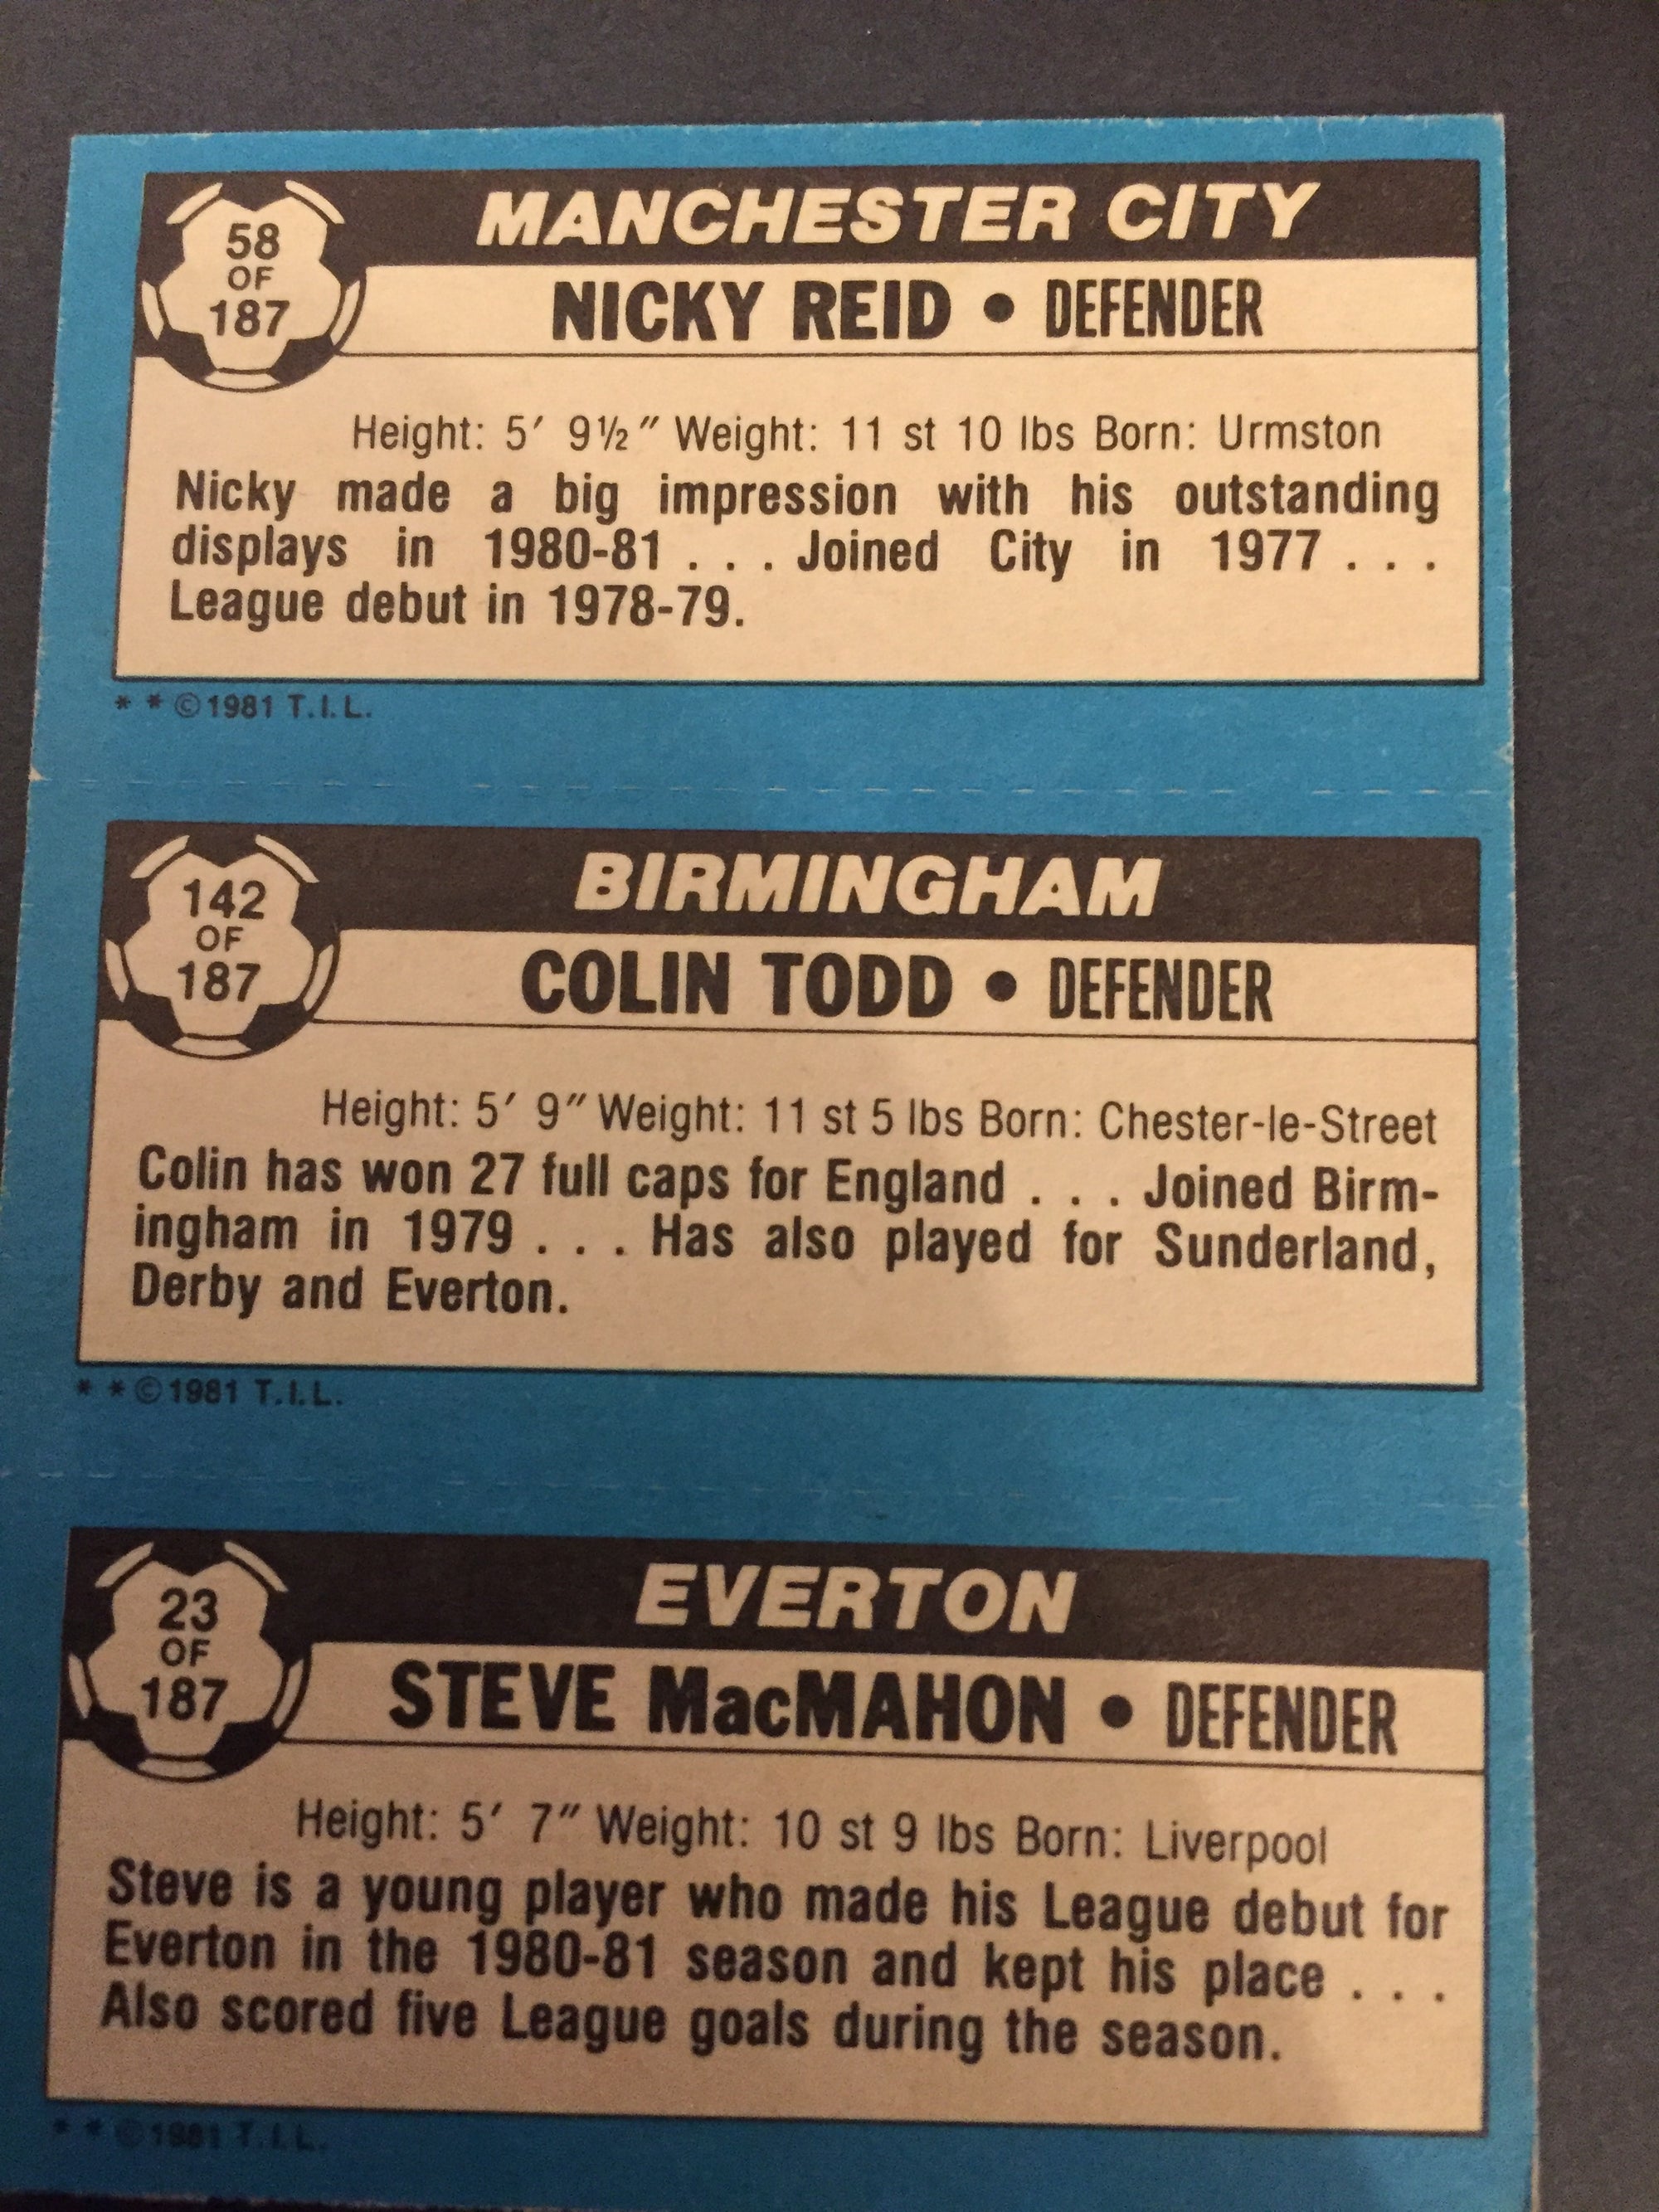 MANCHESTER CITY
58
OF
187
NICKY REID • DEFENDER
Height: 5′ 9½″ Weight: 11 st 10 lbs Born: Urmston
Nicky made a big impression with his outstanding
displays in 1980-81 . . . Joined City in 1977 . . .
League debut in 1978-79.
* * ©1981 T.I.L.
BIRMINGHAM
142
OF
187
COLIN TODD • DEFENDER
Height: 5′ 9″ Weight: 11 st 5 lbs Born: Chester-le-Street
Colin has won 27 full caps for England . . . Joined Birm-
ingham in 1979 . . . Has also played for Sunderland,
Derby and Everton.
* * ©1981 T.I.L.
EVERTON
23
OF
187
STEVE MacMAHON • DEFENDER
Height: 5′ 7″ Weight: 10 st 9 lbs Born: Liverpool
Steve is a young player who made his League debut for
Everton in the 1980-81 season and kept his place . . .
Also scored five League goals during the season.
* * ©1981 T.I.L.